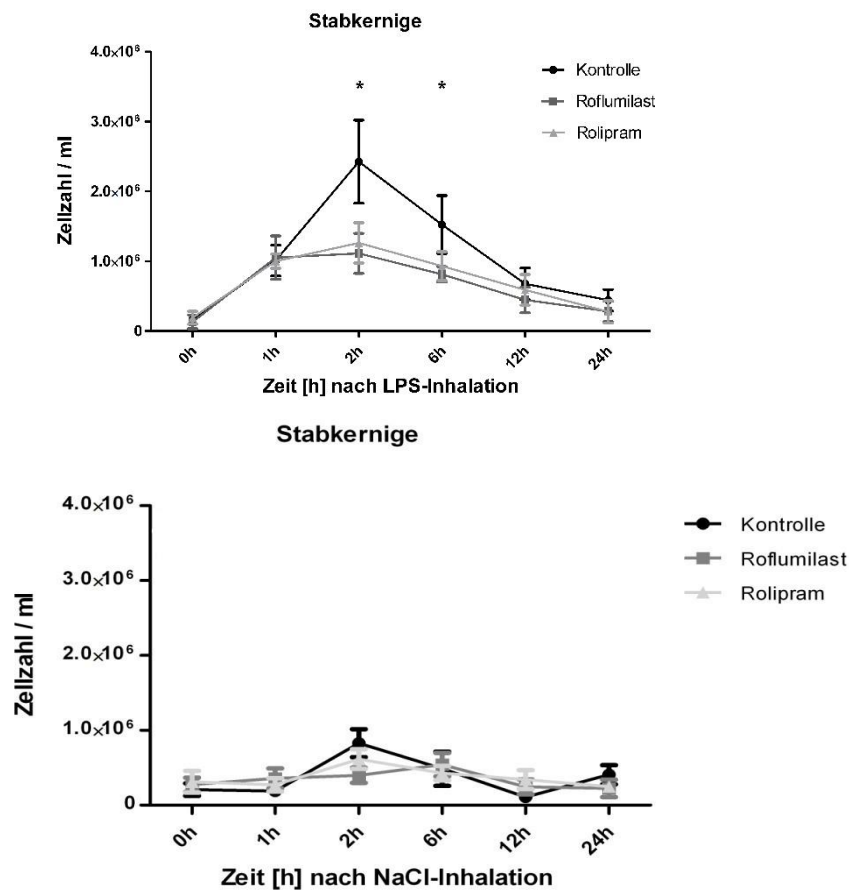 Stabkernige
4.0×10⁶
3.0×10⁶
2.0×10⁶
1.0×10⁶
0
Zellzahl / ml
* *
Kontrolle
Roflumilast
Rolipram
0h 1h 2h 6h 12h 24h
Zeit [h] nach LPS-Inhalation
Stabkernige
4.0×10⁶
3.0×10⁶
2.0×10⁶
1.0×10⁶
0
Zellzahl / ml
Kontrolle
Roflumilast
Rolipram
0h 1h 2h 6h 12h 24h
Zeit [h] nach NaCl-Inhalation